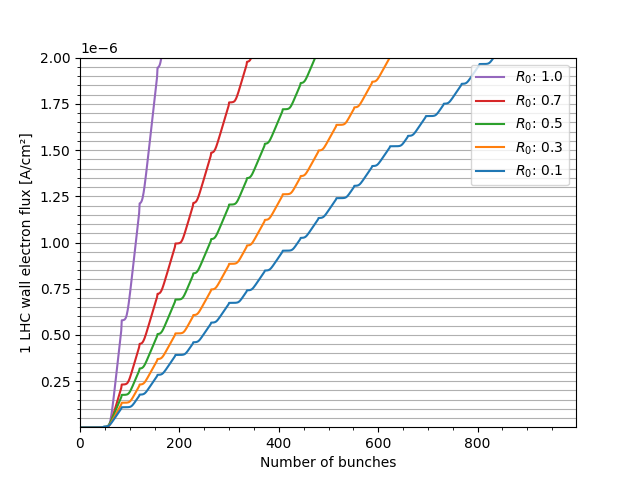 1e−6
2.00
1.75
1.50
1.25
1.00
0.75
0.50
0.25
1 LHC wall electron flux [A/cm²]
R₀: 1.0
R₀: 0.7
R₀: 0.5
R₀: 0.3
R₀: 0.1
0 200 400 600 800
Number of bunches